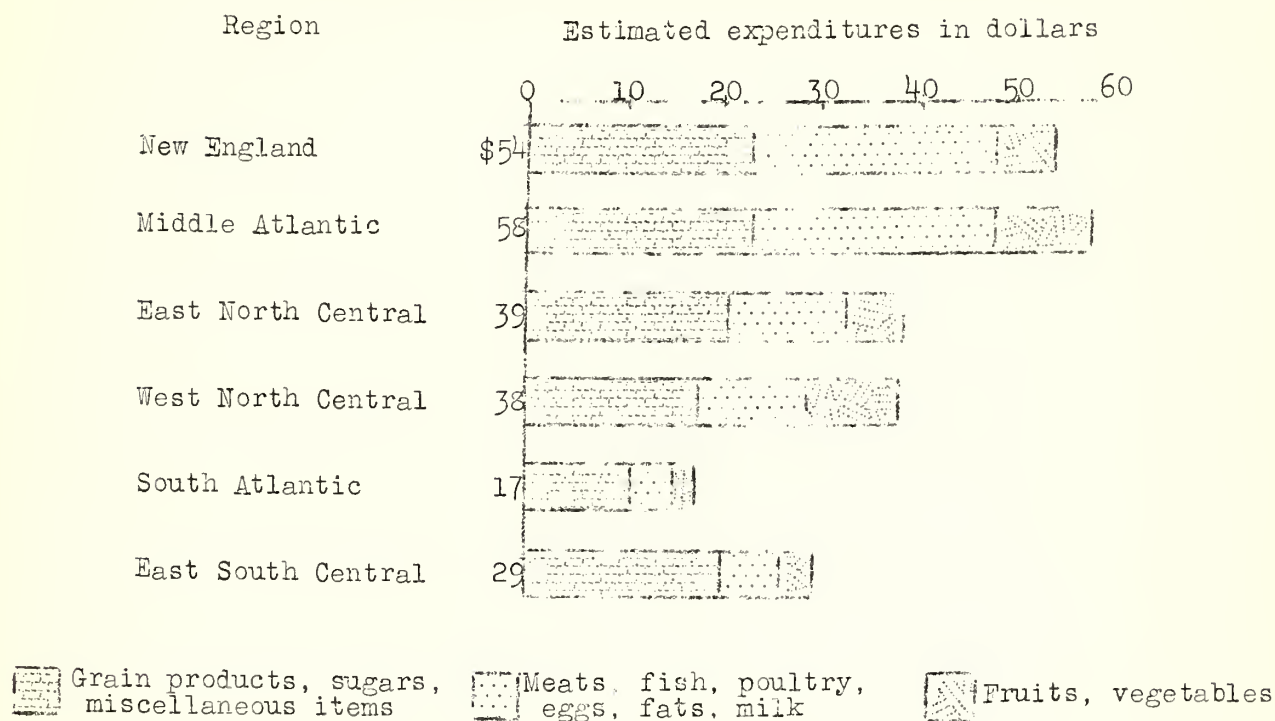 Region Estimated expenditures in dollars
0 10 20 30 40 50 60
New England $54
Middle Atlantic 58
East North Central 39
West North Central 38
South Atlantic 17
East South Central 29
Grain products, sugars, Meats, fish, poultry, Fruits, vegetables
miscellaneous items eggs, fats, milk